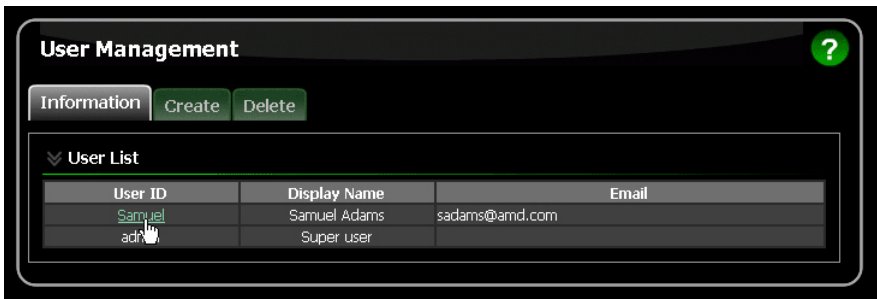 User Management
?
Information Create Delete
User List
User ID Display Name Email
Samuel Samuel Adams sadams@amd.com
Super user